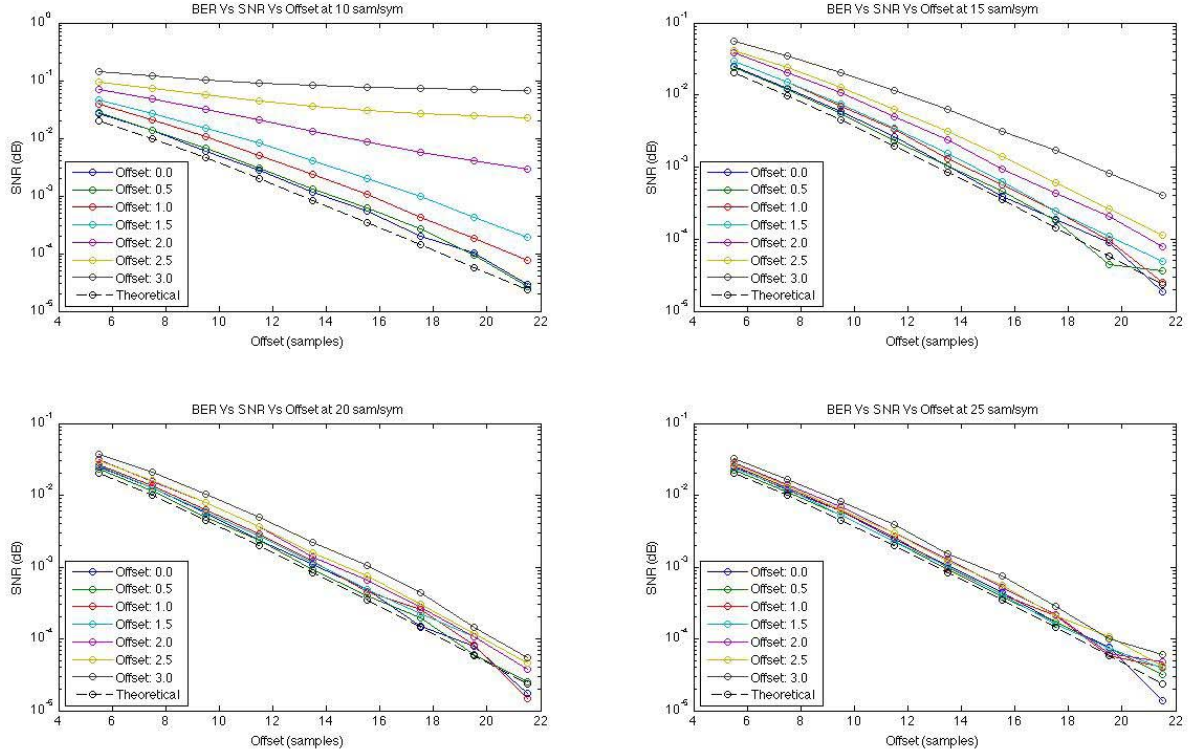 BER Vs SNR Vs Offset at 10 sam/sym
SNR (dB)
10^0
10^-1
10^-2
10^-3
10^-4
10^-5
Offset: 0.0
Offset: 0.5
Offset: 1.0
Offset: 1.5
Offset: 2.0
Offset: 2.5
Offset: 3.0
Theoretical
4 6 8 10 12 14 16 18 20 22
Offset (samples)
BER Vs SNR Vs Offset at 15 sam/sym
SNR (dB)
10^-1
10^-2
10^-3
10^-4
10^-5
Offset: 0.0
Offset: 0.5
Offset: 1.0
Offset: 1.5
Offset: 2.0
Offset: 2.5
Offset: 3.0
Theoretical
4 6 8 10 12 14 16 18 20 22
Offset (samples)
BER Vs SNR Vs Offset at 20 sam/sym
SNR (dB)
10^-1
10^-2
10^-3
10^-4
10^-5
10^-6
Offset: 0.0
Offset: 0.5
Offset: 1.0
Offset: 1.5
Offset: 2.0
Offset: 2.5
Offset: 3.0
Theoretical
4 6 8 10 12 14 16 18 20 22
Offset (samples)
BER Vs SNR Vs Offset at 25 sam/sym
SNR (dB)
10^-1
10^-2
10^-3
10^-4
10^-5
10^-6
Offset: 0.0
Offset: 0.5
Offset: 1.0
Offset: 1.5
Offset: 2.0
Offset: 2.5
Offset: 3.0
Theoretical
4 6 8 10 12 14 16 18 20 22
Offset (samples)